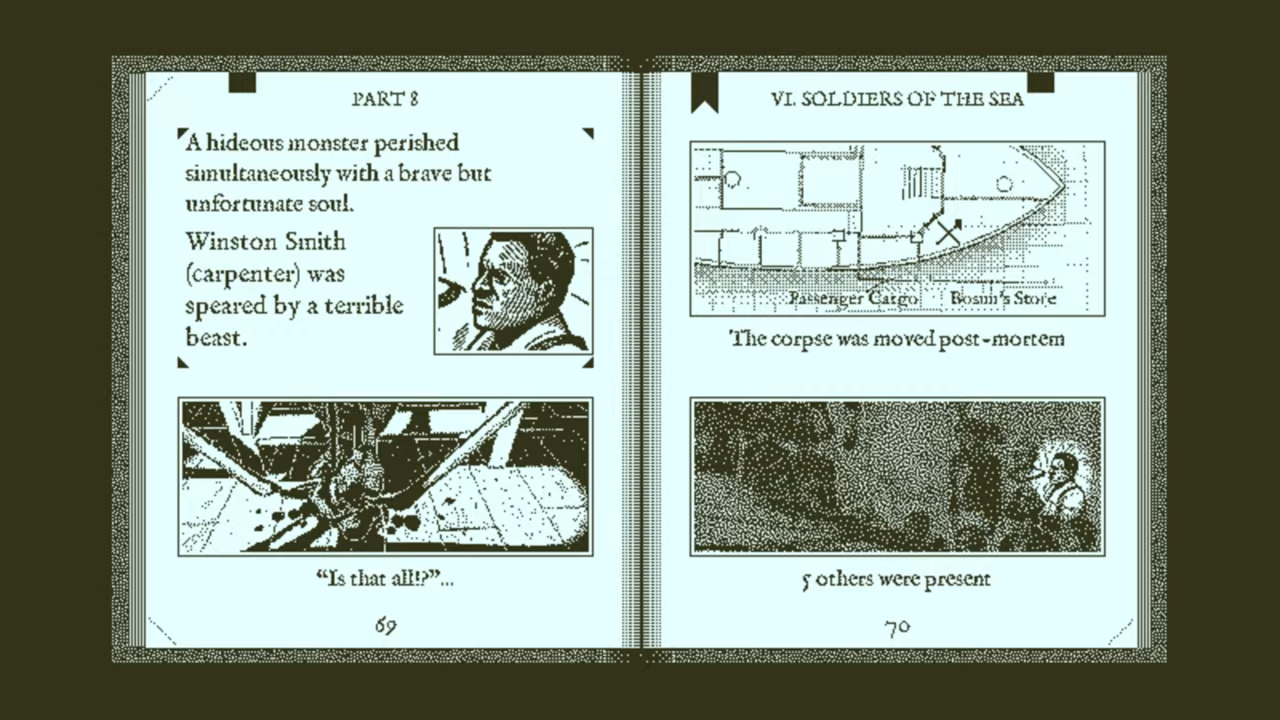 PART 8
A hideous monster perished
simultaneously with a brave but
unfortunate soul.
Winston Smith
(carpenter) was
speared by a terrible
beast.
"Is that all!?"...
69
VI. SOLDIERS OF THE SEA
Passenger Cargo
Bosun's Store
The corpse was moved post-mortem
5 others were present
70